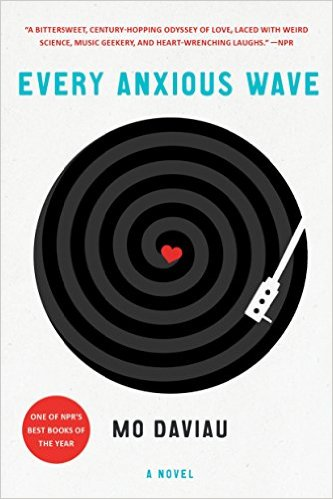 "A BITTERSWEET, CENTURY-HOPPING ODYSSEY OF LOVE, LACED WITH WEIRD
SCIENCE, MUSIC GEEKERY, AND HEART-WRENCHING LAUGHS." —NPR
EVERY ANXIOUS WAVE
ONE OF NPR'S
BEST BOOKS OF
THE YEAR
MO DAVIAU
A NOVEL